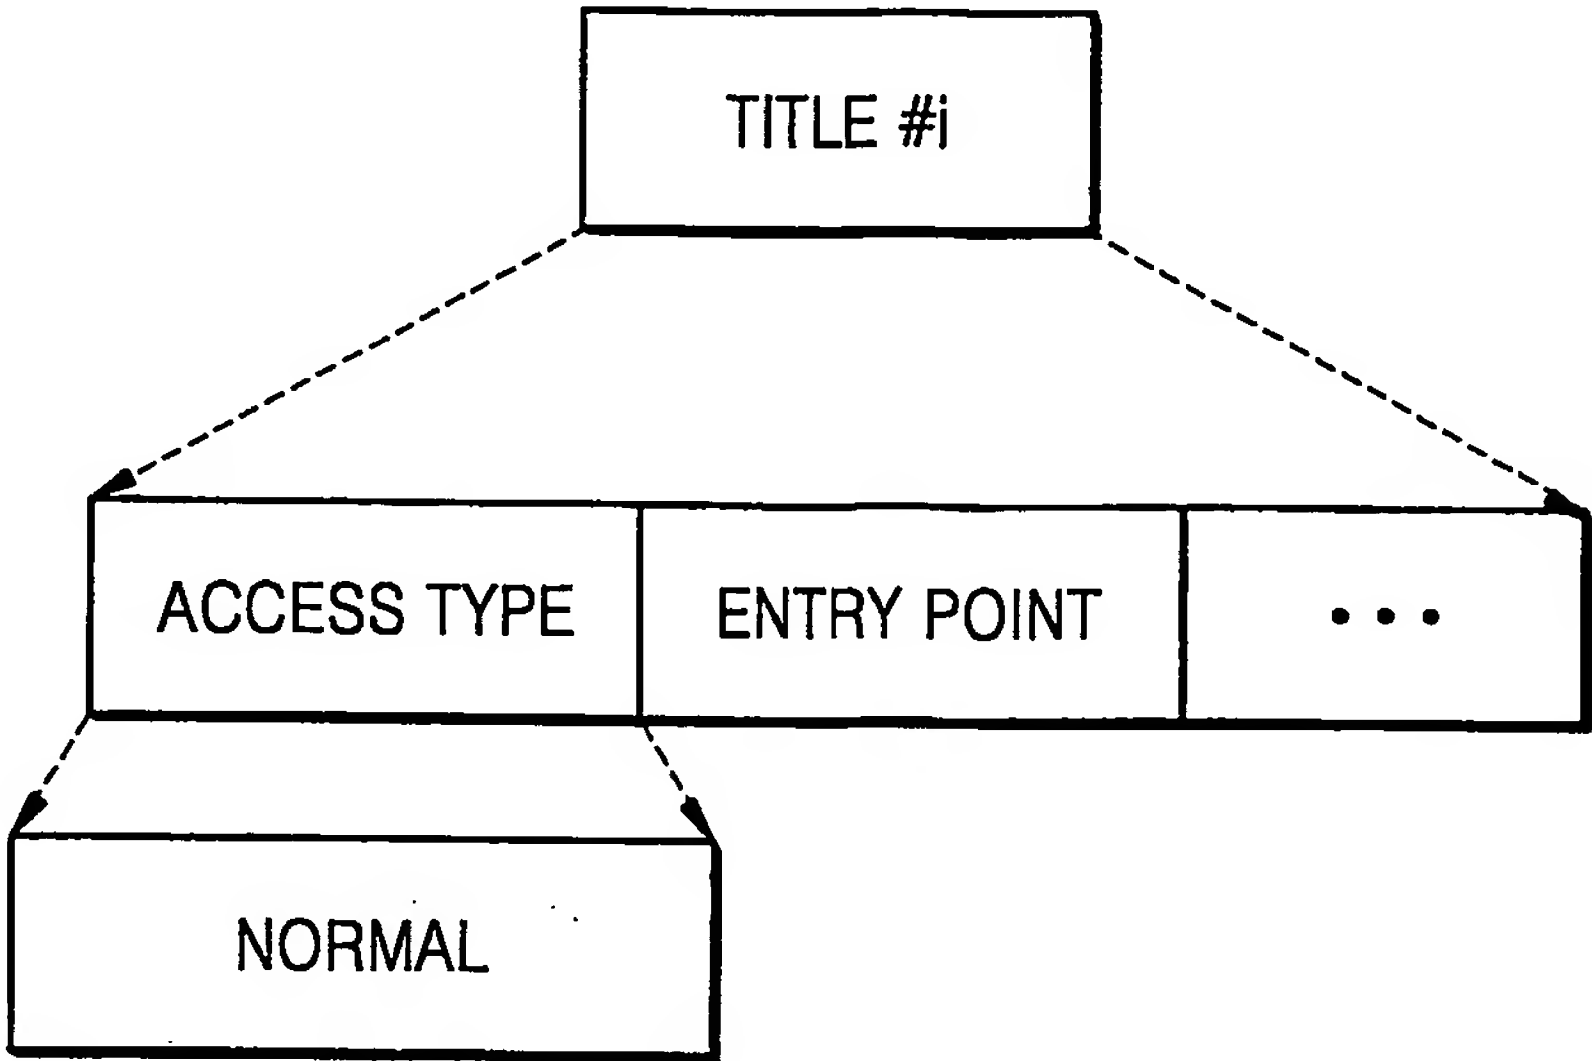 TITLE #i
ACCESS TYPE ENTRY POINT • • •
NORMAL